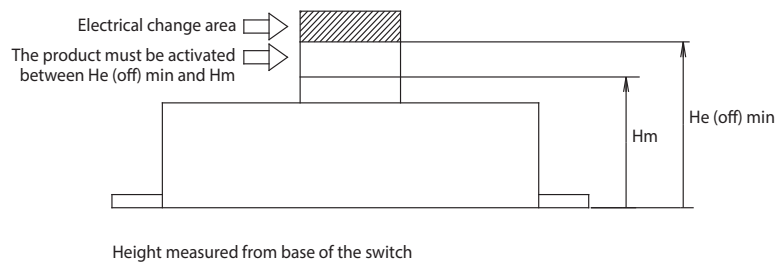 Electrical change area
The product must be activated
between He (off) min and Hm
He (off) min
Hm
Height measured from base of the switch